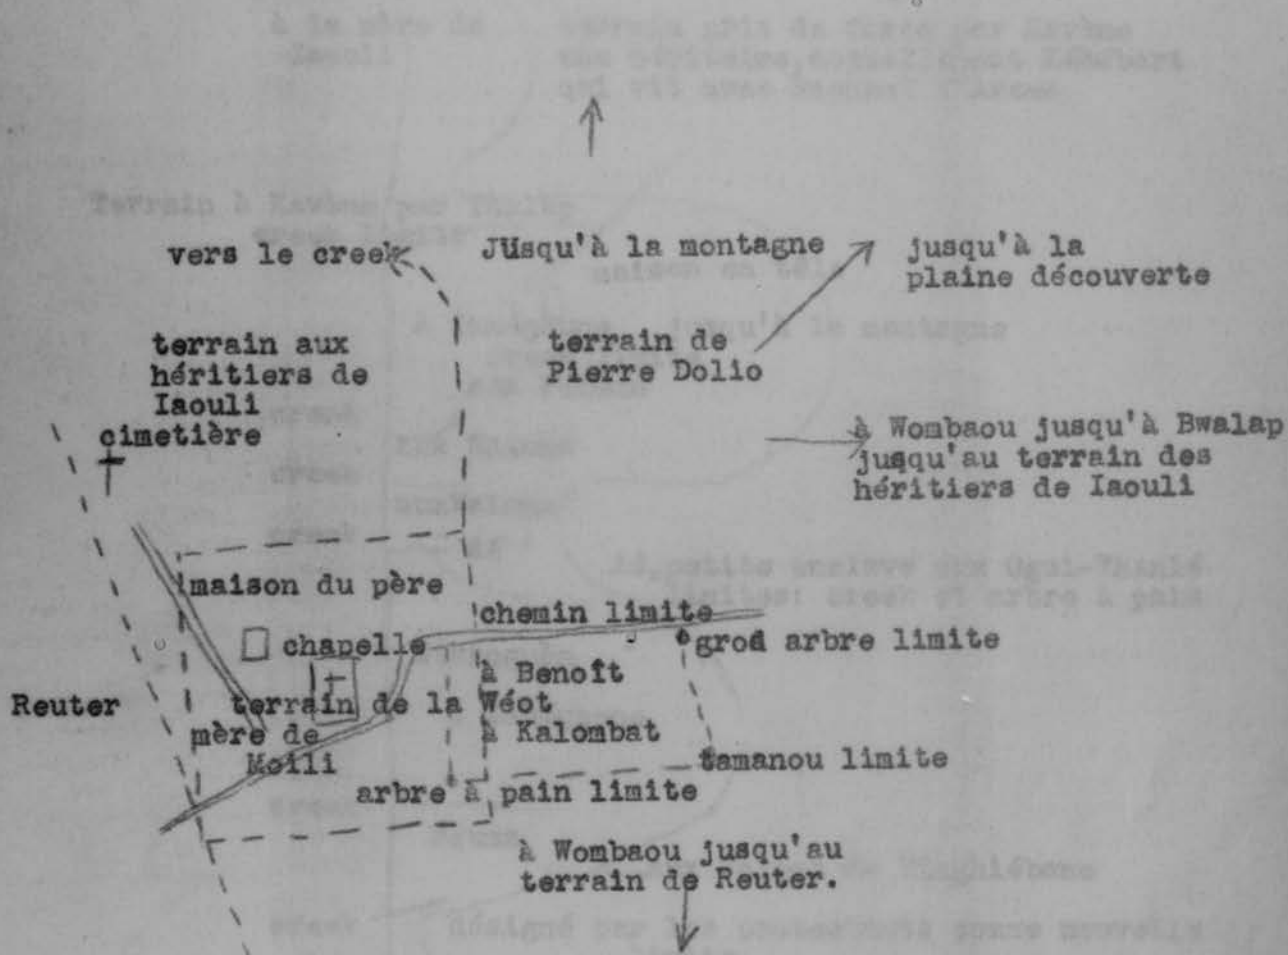 vers le creek
JUsqu'à la montagne
jusqu'à la
plaine découverte
terrain aux
héritiers de
Iaouli
cimetière
terrain de
Pierre Dolio
à Wombaou jusqu'à Bwalap
jusqu'au terrain des
héritiers de Iaouli
maison du père
chemin limite
chapelle
gros arbre limite
Reuter
terrain de la
mère de
Moili
à Benoît
Wéot
à Kalombat
tamanou limite
arbre à pain limite
à Wombaou jusqu'au
terrain de Reuter.